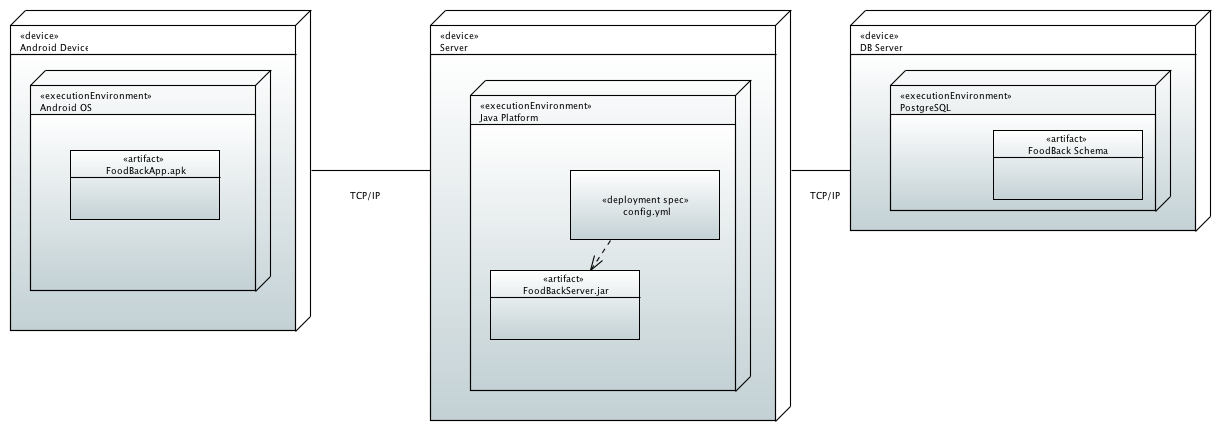 «device»
Android Device
«executionEnvironment»
Android OS
«artifact»
FoodBackApp.apk
TCP/IP
«device»
Server
«executionEnvironment»
Java Platform
«deployment spec»
config.yml
«artifact»
FoodBackServer.jar
TCP/IP
«device»
DB Server
«executionEnvironment»
PostgreSQL
«artifact»
FoodBack Schema